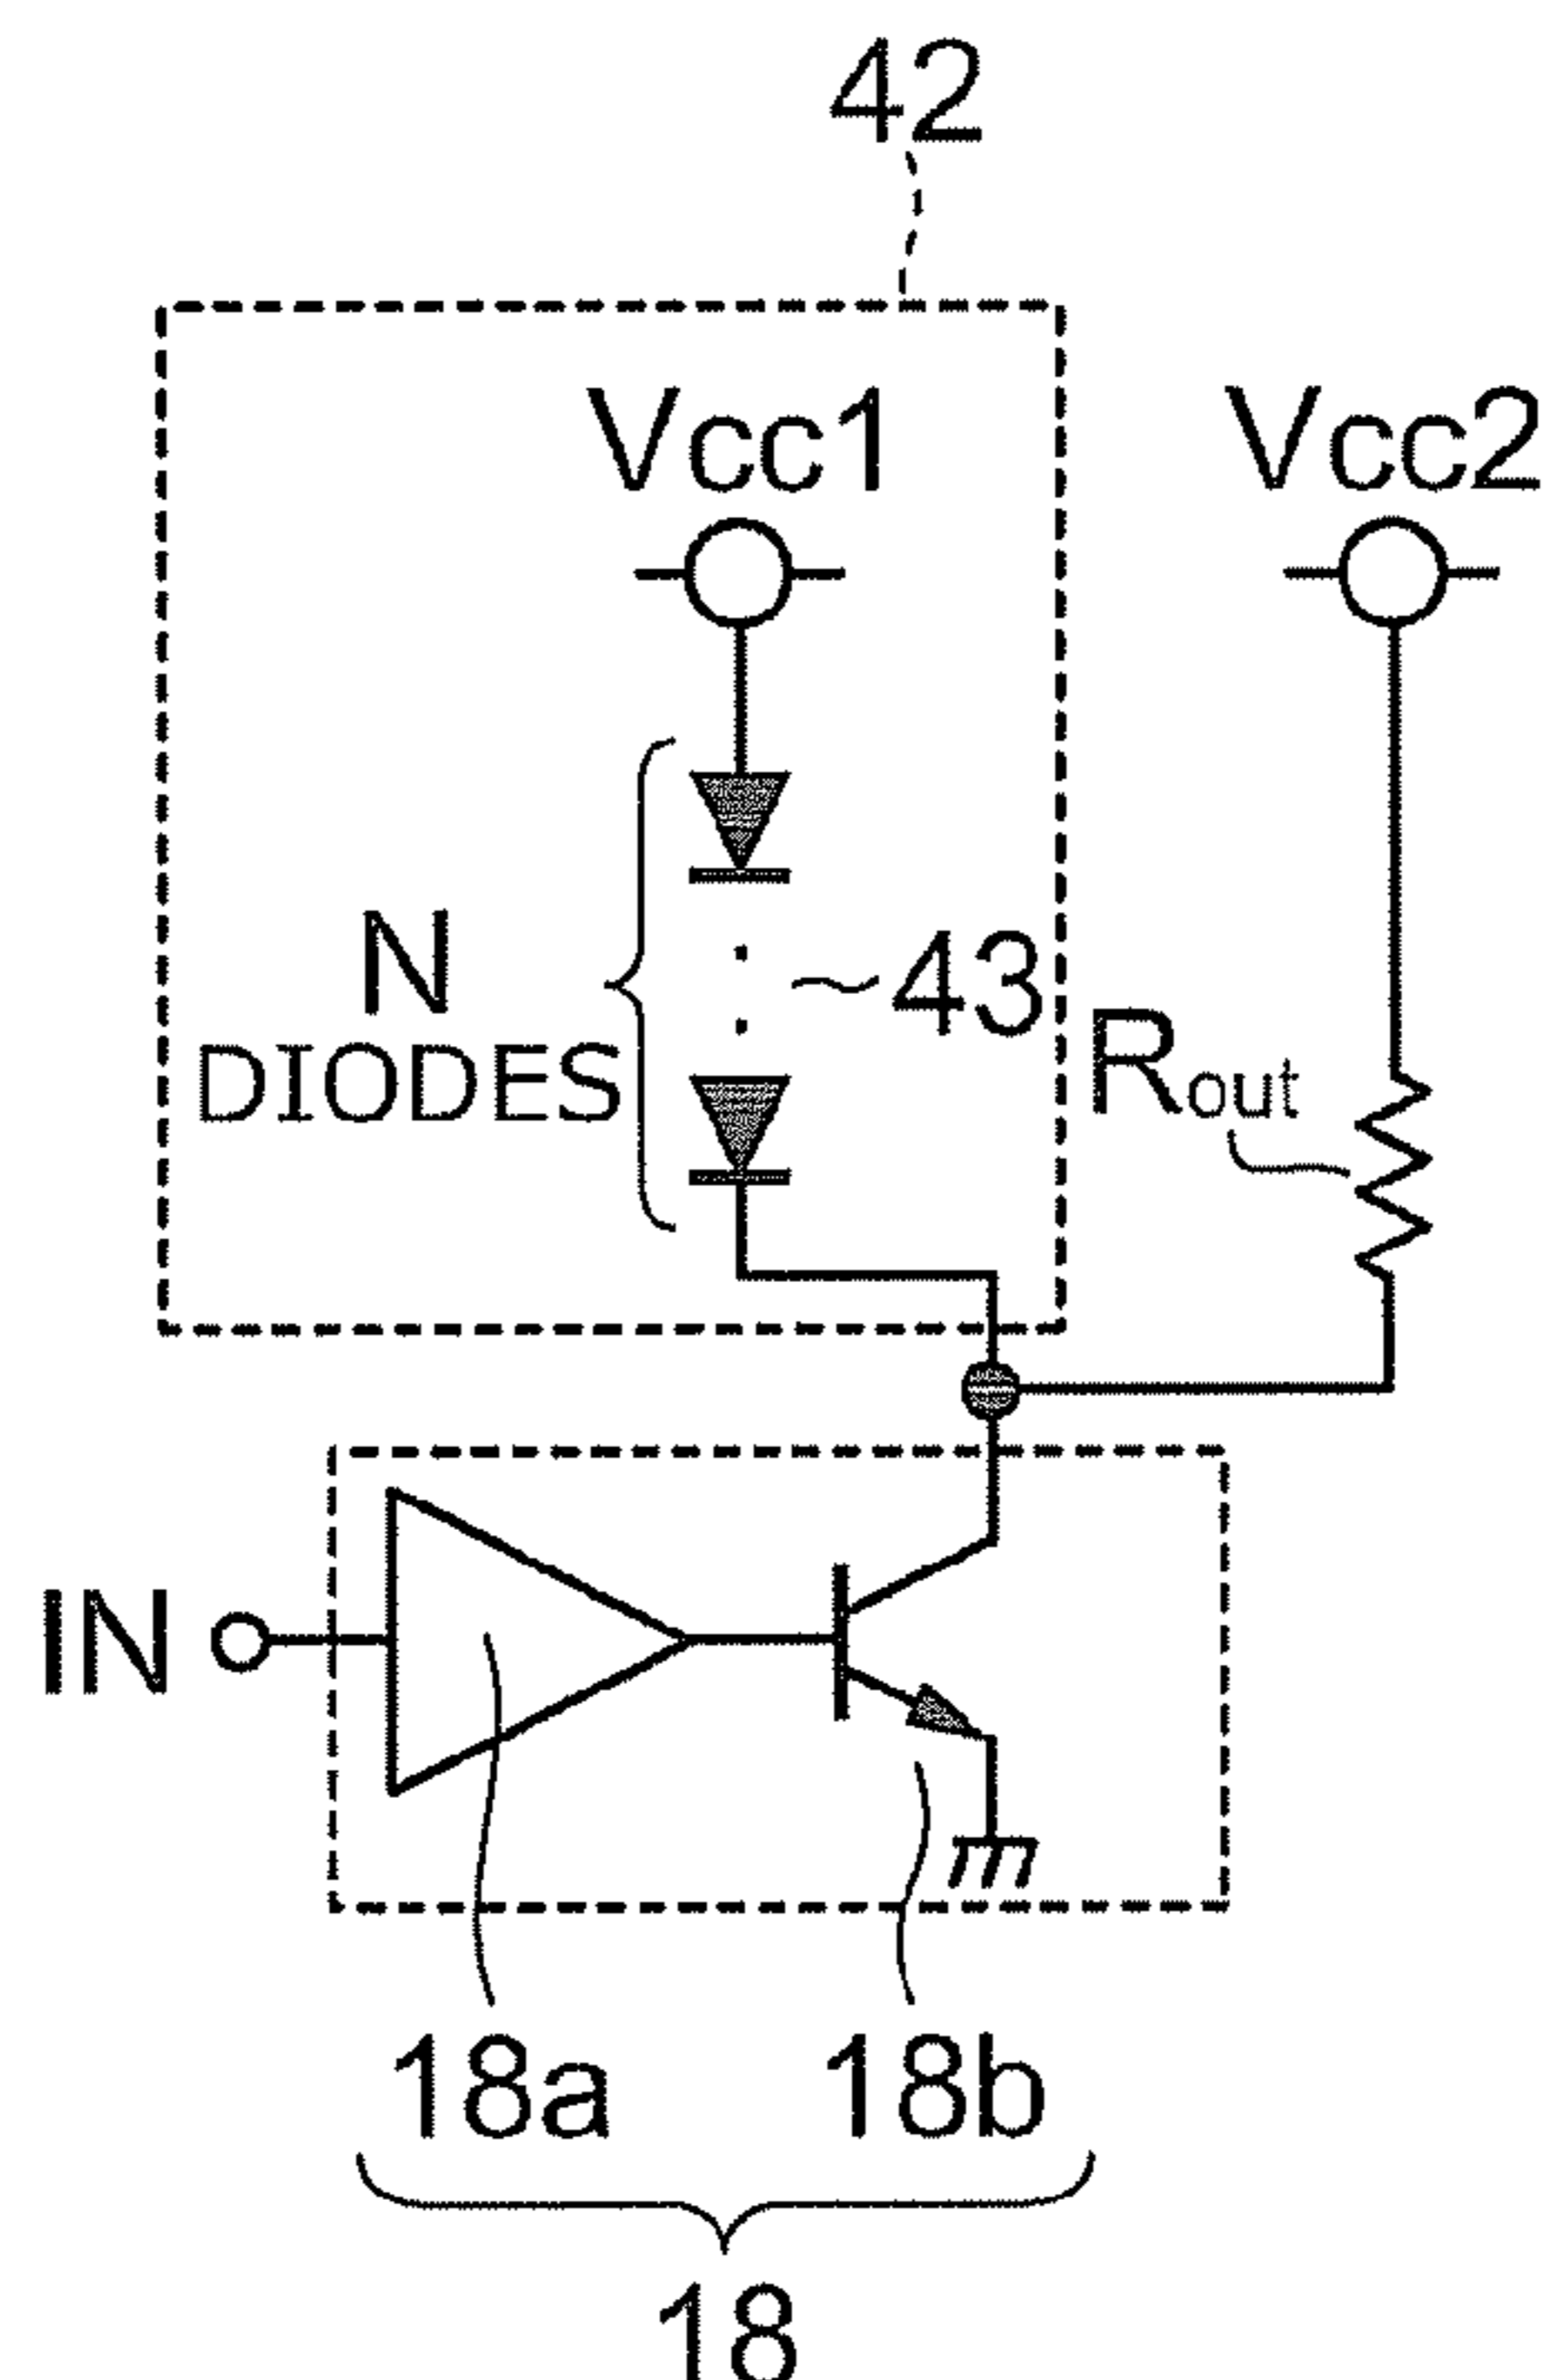 42
Vcc1
Vcc2
N
DIODES
43
Rout
IN
18a
18b
18